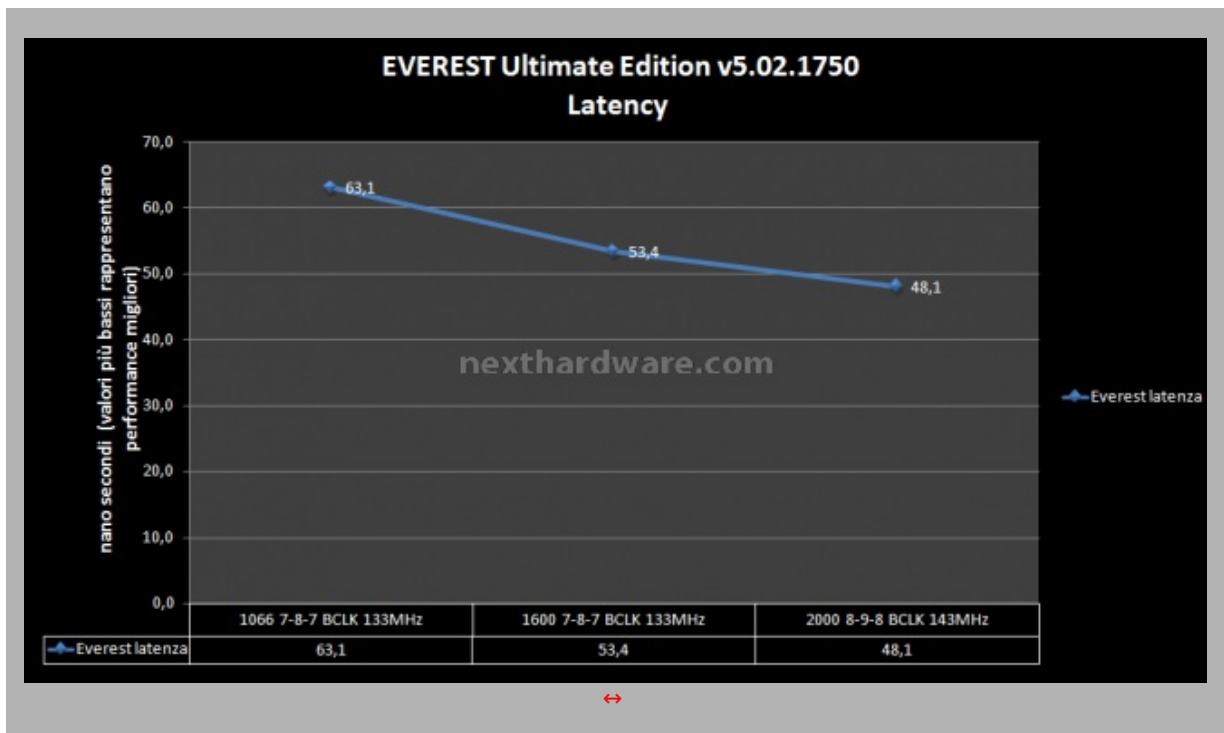 EVEREST Ultimate Edition v5.02.1750
Latency
nano secondi (valori più bassi rappresentano
performance migliori)
70,0
60,0
50,0
40,0
30,0
20,0
10,0
0,0
63,1
53,4
48,1
nexthardware.com
Everest latenza
1066 7-8-7 BCLK 133MHz 1600 7-8-7 BCLK 133MHz 2000 8-9-8 BCLK 143MHz
Everest latenza 63,1 53,4 48,1